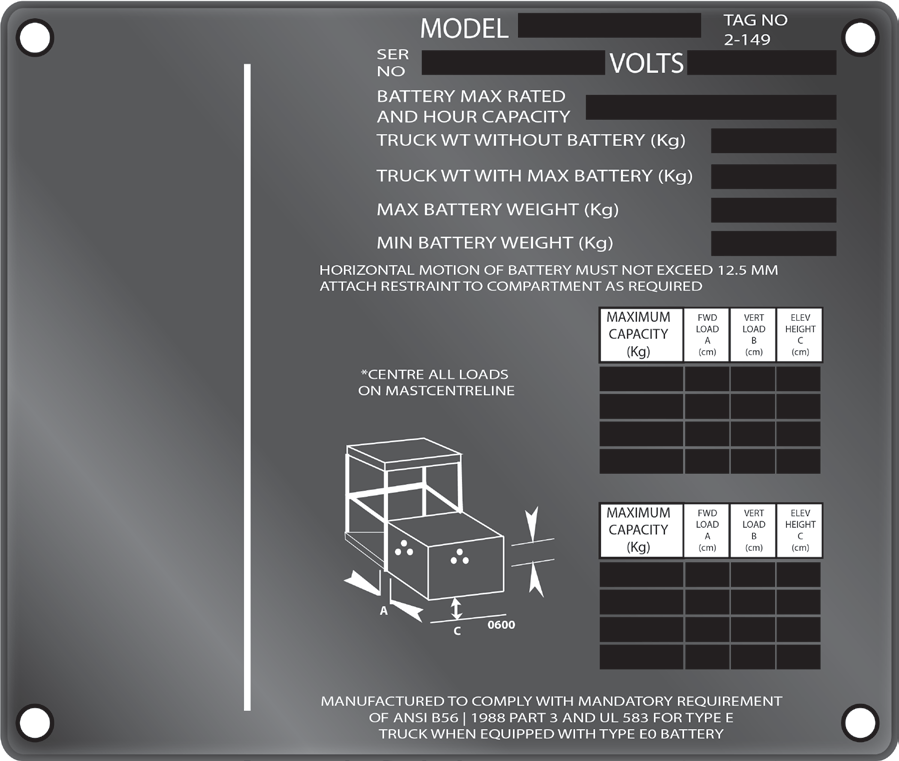 MODEL
TAG NO
2-149
SER
NO
VOLTS
BATTERY MAX RATED
AND HOUR CAPACITY
TRUCK WT WITHOUT BATTERY (Kg)
TRUCK WT WITH MAX BATTERY (Kg)
MAX BATTERY WEIGHT (Kg)
MIN BATTERY WEIGHT (Kg)
HORIZONTAL MOTION OF BATTERY MUST NOT EXCEED 12.5 MM
ATTACH RESTRAINT TO COMPARTMENT AS REQUIRED
MAXIMUM
CAPACITY
(Kg)
FWD
LOAD
A
(cm)
VERT
LOAD
B
(cm)
ELEV
HEIGHT
C
(cm)
*CENTRE ALL LOADS
ON MASTCENTRELINE
A
C
0600
MAXIMUM
CAPACITY
(Kg)
FWD
LOAD
A
(cm)
VERT
LOAD
B
(cm)
ELEV
HEIGHT
C
(cm)
MANUFACTURED TO COMPLY WITH MANDATORY REQUIREMENT
OF ANSI B56 | 1988 PART 3 AND UL 583 FOR TYPE E
TRUCK WHEN EQUIPPED WITH TYPE E0 BATTERY